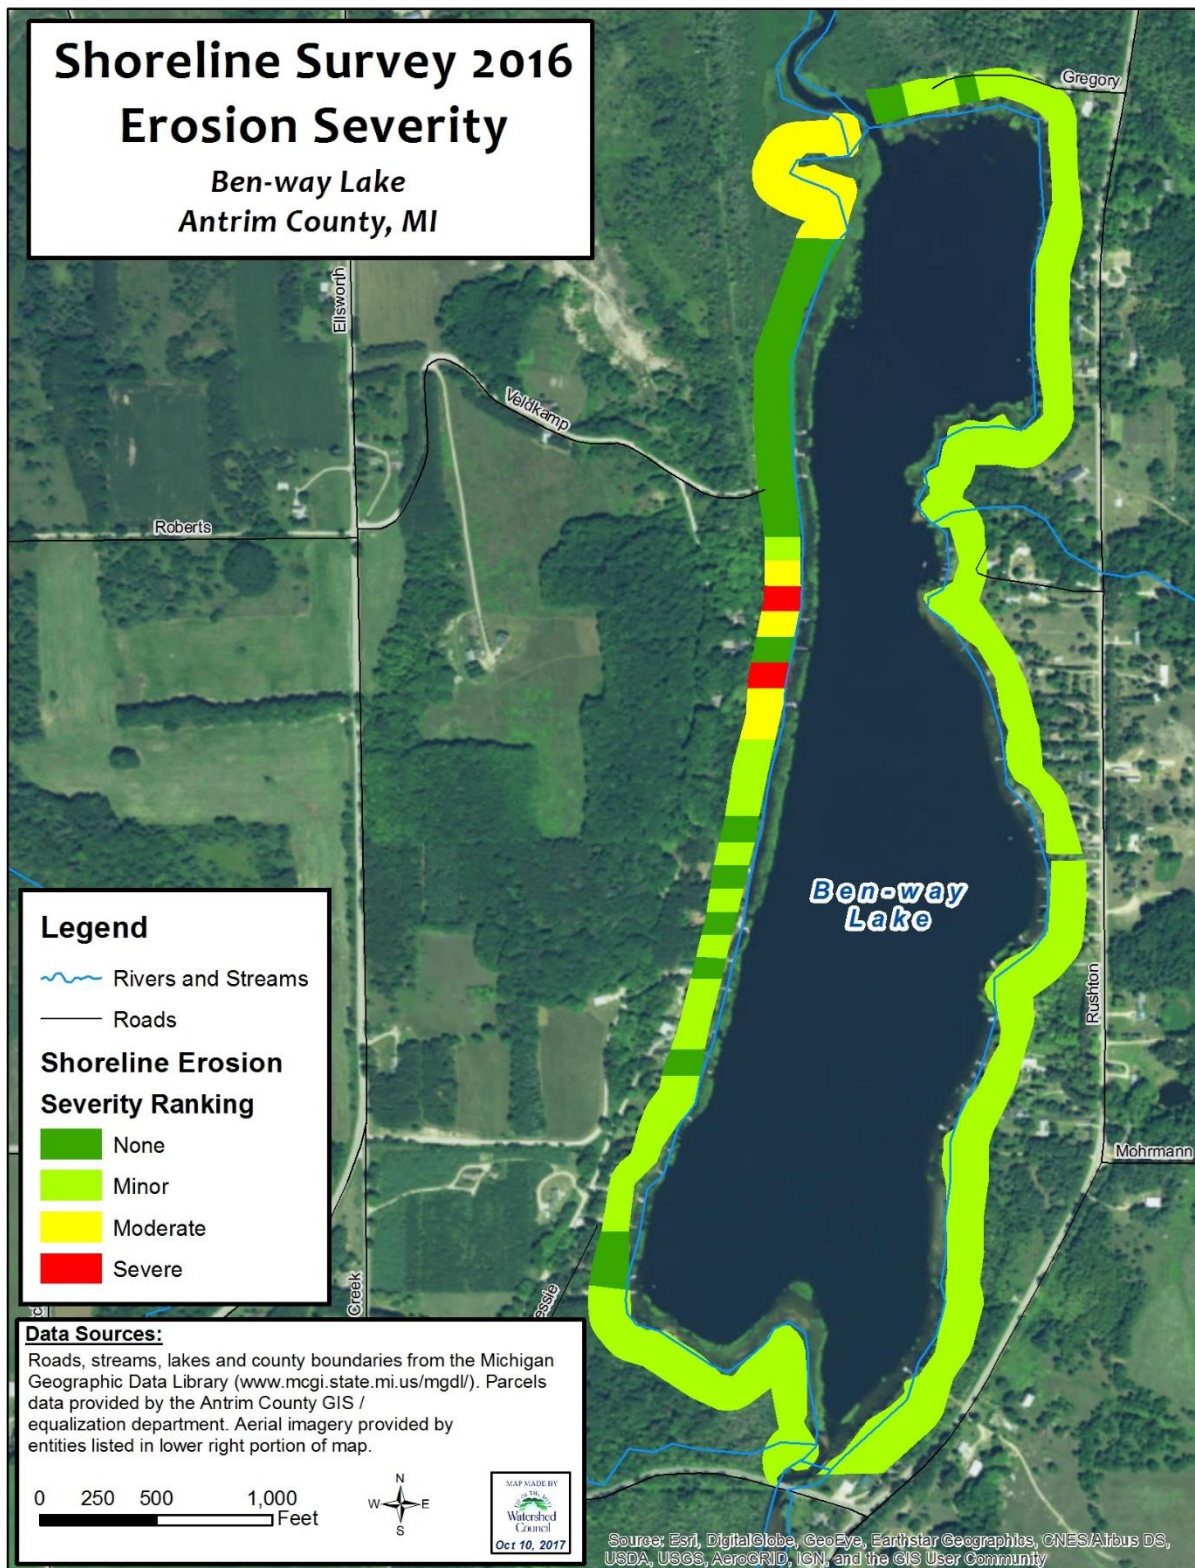 Shoreline Survey 2016
Erosion Severity
Ben-way Lake
Antrim County, MI
Gregory
Ellsworth
Veldkamp
Roberts
Ben-way
Lake
Rushton
Mohrmann
Creek
essie
Legend
Rivers and Streams
Roads
Shoreline Erosion
Severity Ranking
None
Minor
Moderate
Severe
Data Sources:
Roads, streams, lakes and county boundaries from the Michigan
Geographic Data Library (www.mcgi.state.mi.us/mgdl/). Parcels
data provided by the Antrim County GIS /
equalization department. Aerial imagery provided by
entities listed in lower right portion of map.
0 250 500 1,000
Feet
N
W E
S
MAP MADE BY
Watershed
Council
Oct 10, 2017
Source: Esri, DigitalGlobe, GeoEye, Earthstar Geographics, CNES/Airbus DS,
USDA, USGS, AeroGRID, IGN, and the GIS User Community